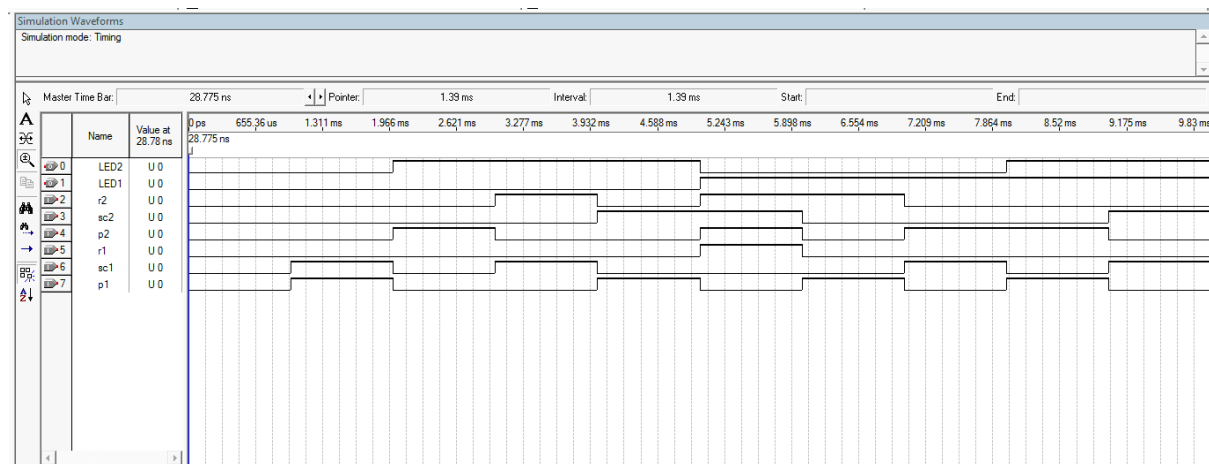 Simulation Waveforms
Simulation mode: Timing
Master Time Bar: 28.775 ns Pointer: 1.39 ms Interval: 1.39 ms Start: End:
Name Value at 28.78 ns
0 ps 655.36 us 1.311 ms 1.966 ms 2.621 ms 3.277 ms 3.932 ms 4.588 ms 5.243 ms 5.898 ms 6.554 ms 7.209 ms 7.864 ms 8.52 ms 9.175 ms 9.83 ms
28.775 ns
0 LED2 U 0
1 LED1 U 0
2 r2 U 0
3 sc2 U 0
4 p2 U 0
5 r1 U 0
6 sc1 U 0
7 p1 U 0